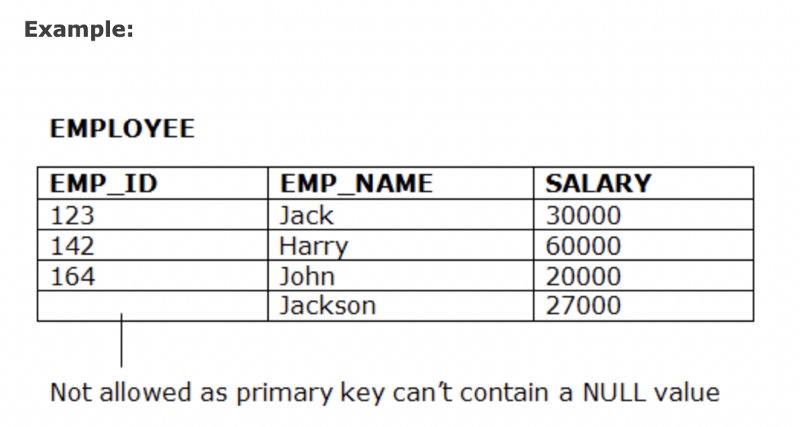 Example:
EMPLOYEE
EMP_ID EMP_NAME SALARY
123 Jack 30000
142 Harry 60000
164 John 20000
Jackson 27000
Not allowed as primary key can’t contain a NULL value